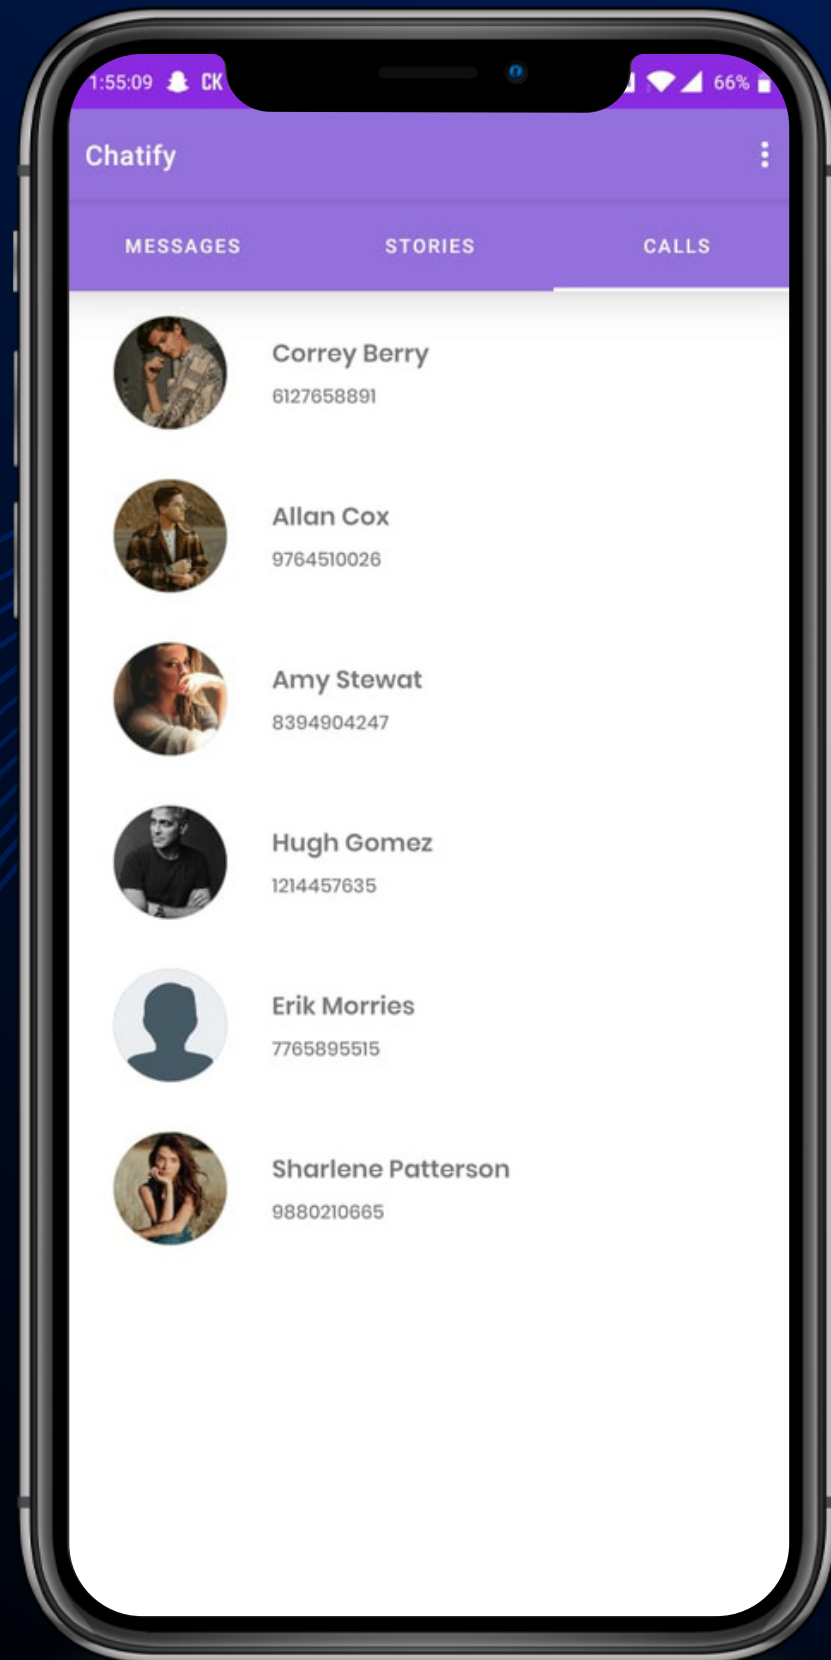 1:55:09 CK 66%
Chatify
MESSAGES STORIES CALLS
Correy Berry
6127658891
Allan Cox
9764510026
Amy Stewat
8394904247
Hugh Gomez
1214457635
Erik Morries
7765895515
Sharlene Patterson
9880210665